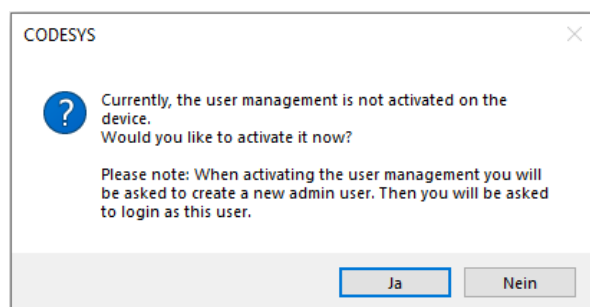 CODESYS
Currently, the user management is not activated on the
device.
Would you like to activate it now?
Please note: When activating the user management you will
be asked to create a new admin user. Then you will be asked
to login as this user.
Ja
Nein